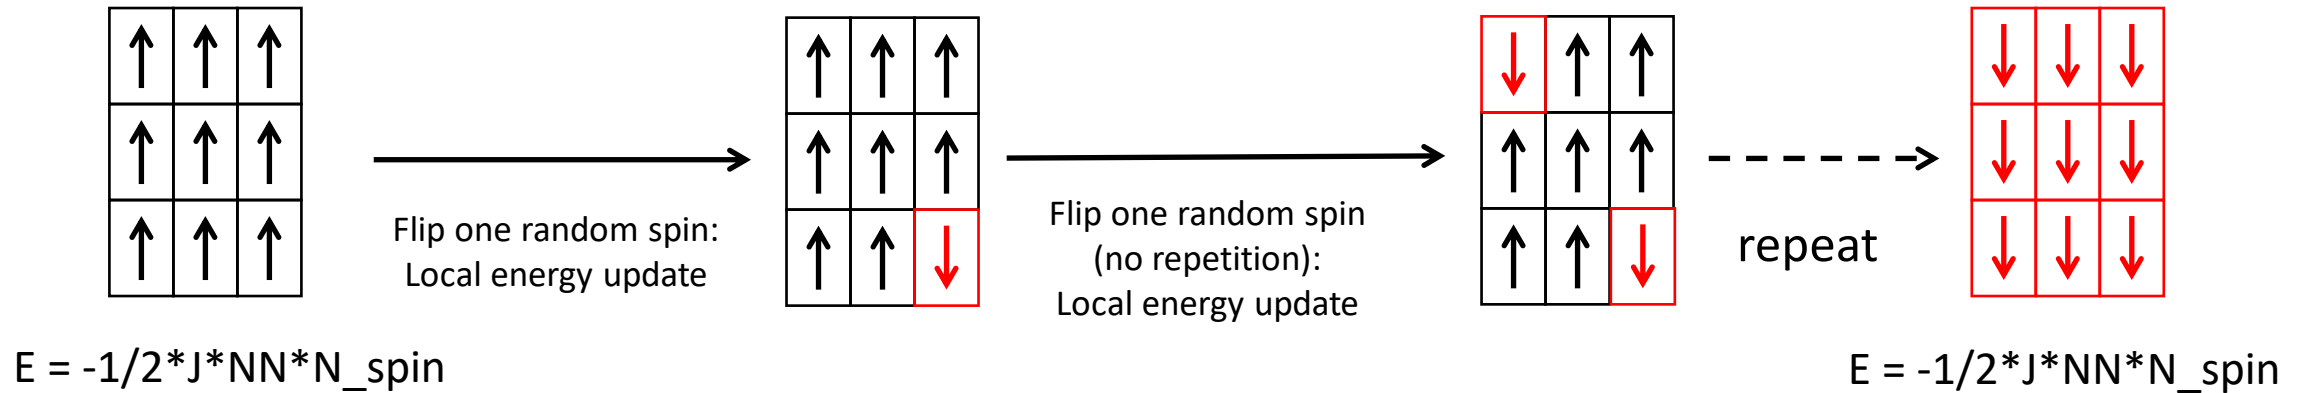 Flip one random spin:
Local energy update
Flip one random spin
(no repetition):
Local energy update
repeat
E = -1/2*J*NN*N_spin
E = -1/2*J*NN*N_spin